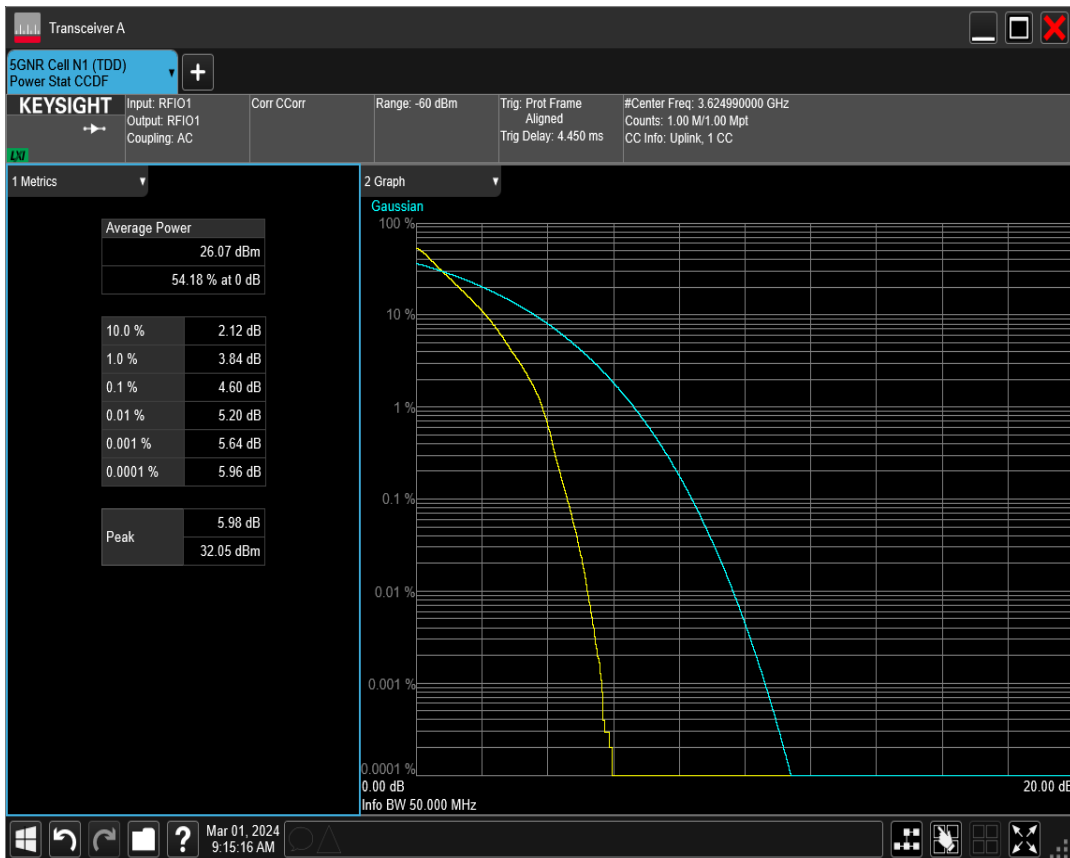 Transceiver A
5GNR Cell N1 (TDD)
Power Stat CCDF
KEYSIGHT
LXI
Input: RFIO1
Output: RFIO1
Coupling: AC
Corr CCorr
Range: -60 dBm
Trig: Prot Frame
Aligned
Trig Delay: 4.450 ms
#Center Freq: 3.624990000 GHz
Counts: 1.00 M/1.00 Mpt
CC Info: Uplink, 1 CC
1 Metrics
Average Power
26.07 dBm
54.18 % at 0 dB
10.0 % 2.12 dB
1.0 % 3.84 dB
0.1 % 4.60 dB
0.01 % 5.20 dB
0.001 % 5.64 dB
0.0001 % 5.96 dB
Peak
5.98 dB
32.05 dBm
2 Graph
Gaussian
100 %
10 %
1 %
0.1 %
0.01 %
0.001 %
0.0001 %
0.00 dB 20.00 dB
Info BW 50.000 MHz
?
Mar 01, 2024
9:15:16 AM